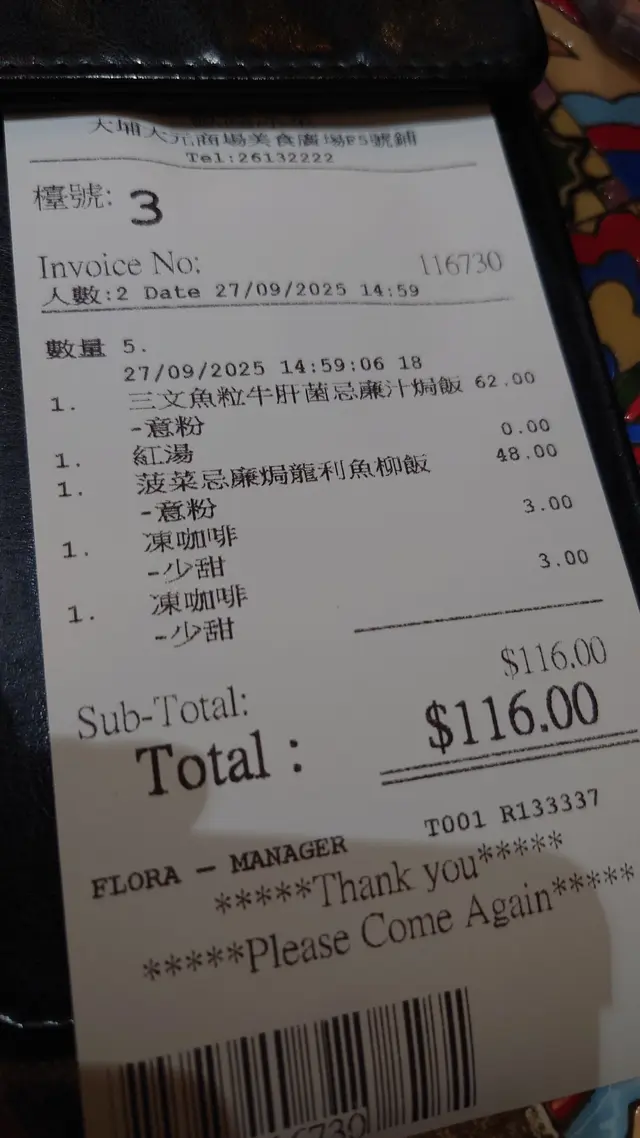 大埔大元商場美食廣場F5號鋪
Tel:26132222
檯號: 3
Invoice No: 116730
人數:2 Date 27/09/2025 14:59
數量 5.
27/09/2025 14:59:06 18
1. 三文魚粒牛肝菌忌廉汁焗飯 62.00
-意粉
1. 紅湯 0.00
1. 菠菜忌廉焗龍利魚柳飯 48.00
-意粉
1. 凍咖啡 3.00
-少甜
1. 凍咖啡 3.00
-少甜
Sub-Total: $116.00
Total : $116.00
FLORA - MANAGER T001 R133337
*****Thank you*****
*****Please Come Again*****
6730